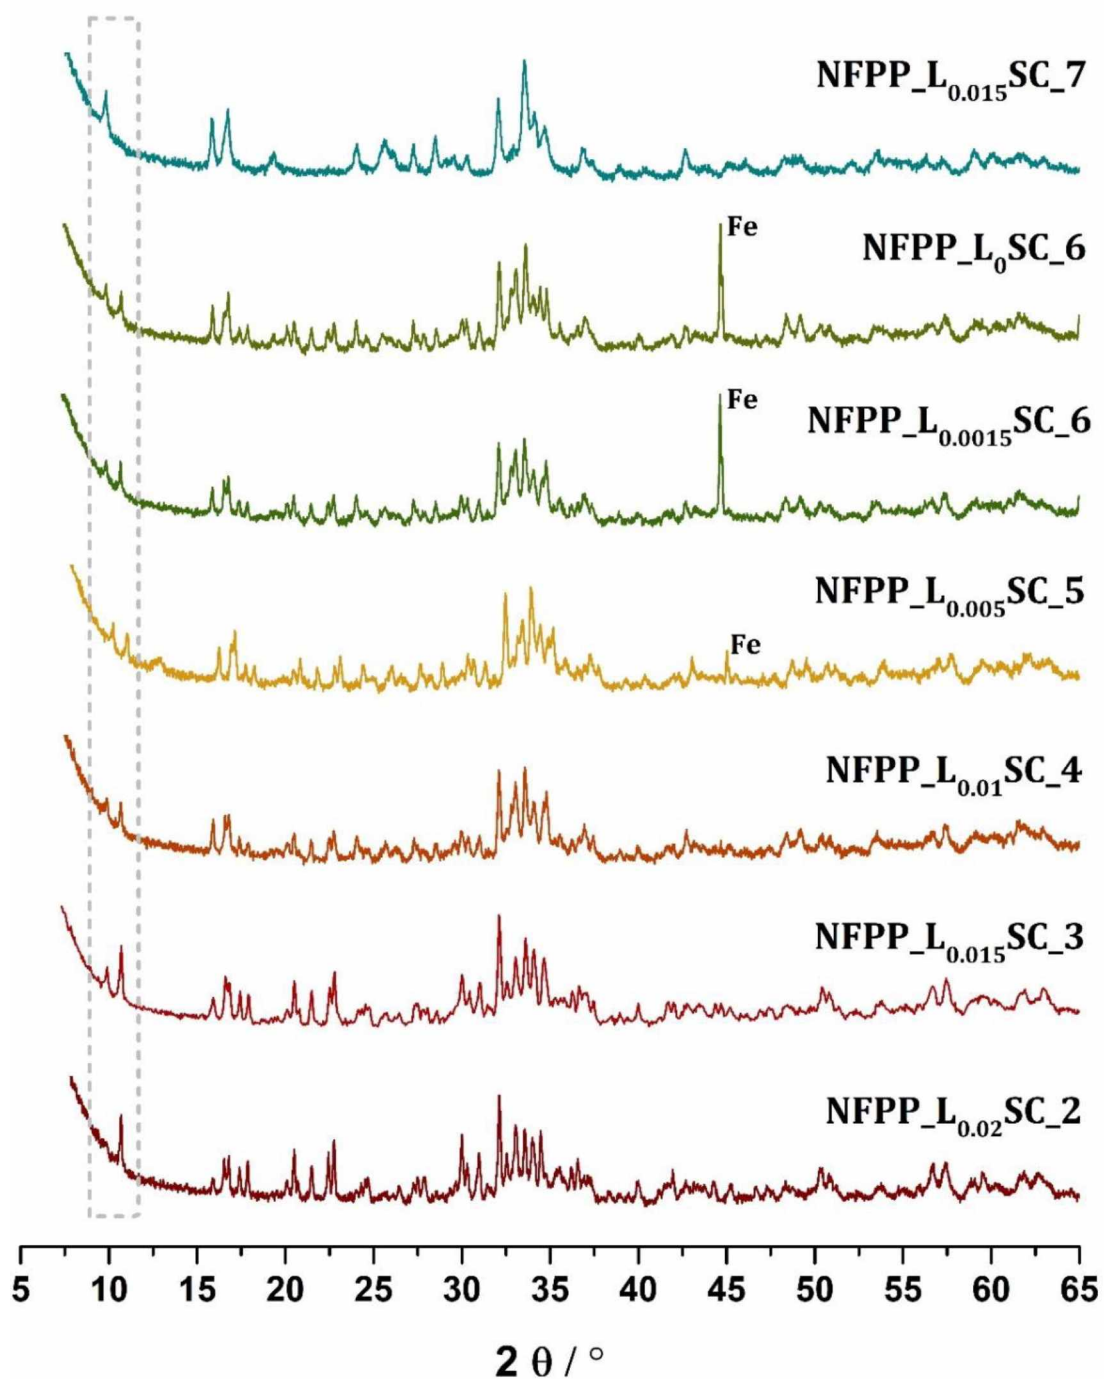 NFPP_L0.015SC_7
Fe
NFPP_L0SC_6
Fe
NFPP_L0.0015SC_6
NFPP_L0.005SC_5
Fe
NFPP_L0.01SC_4
NFPP_L0.015SC_3
NFPP_L0.02SC_2
5 10 15 20 25 30 35 40 45 50 55 60 65
2 θ / °